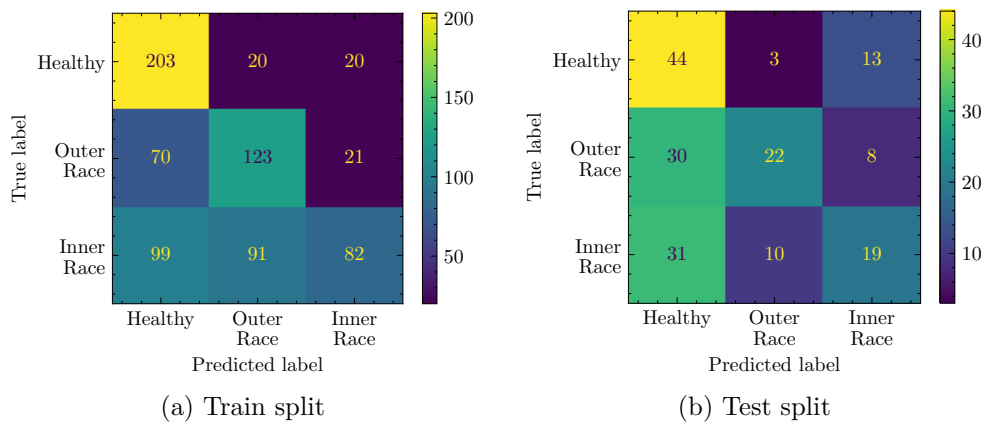 Healthy
203 20 20
Outer
Race
70 123 21
Inner
Race
99 91 82
Healthy Outer
Race Inner
Race
Predicted label
True label
200
150
100
50
(a) Train split
Healthy
44 3 13
Outer
Race
30 22 8
Inner
Race
31 10 19
Healthy Outer
Race Inner
Race
Predicted label
True label
40
30
20
10
(b) Test split